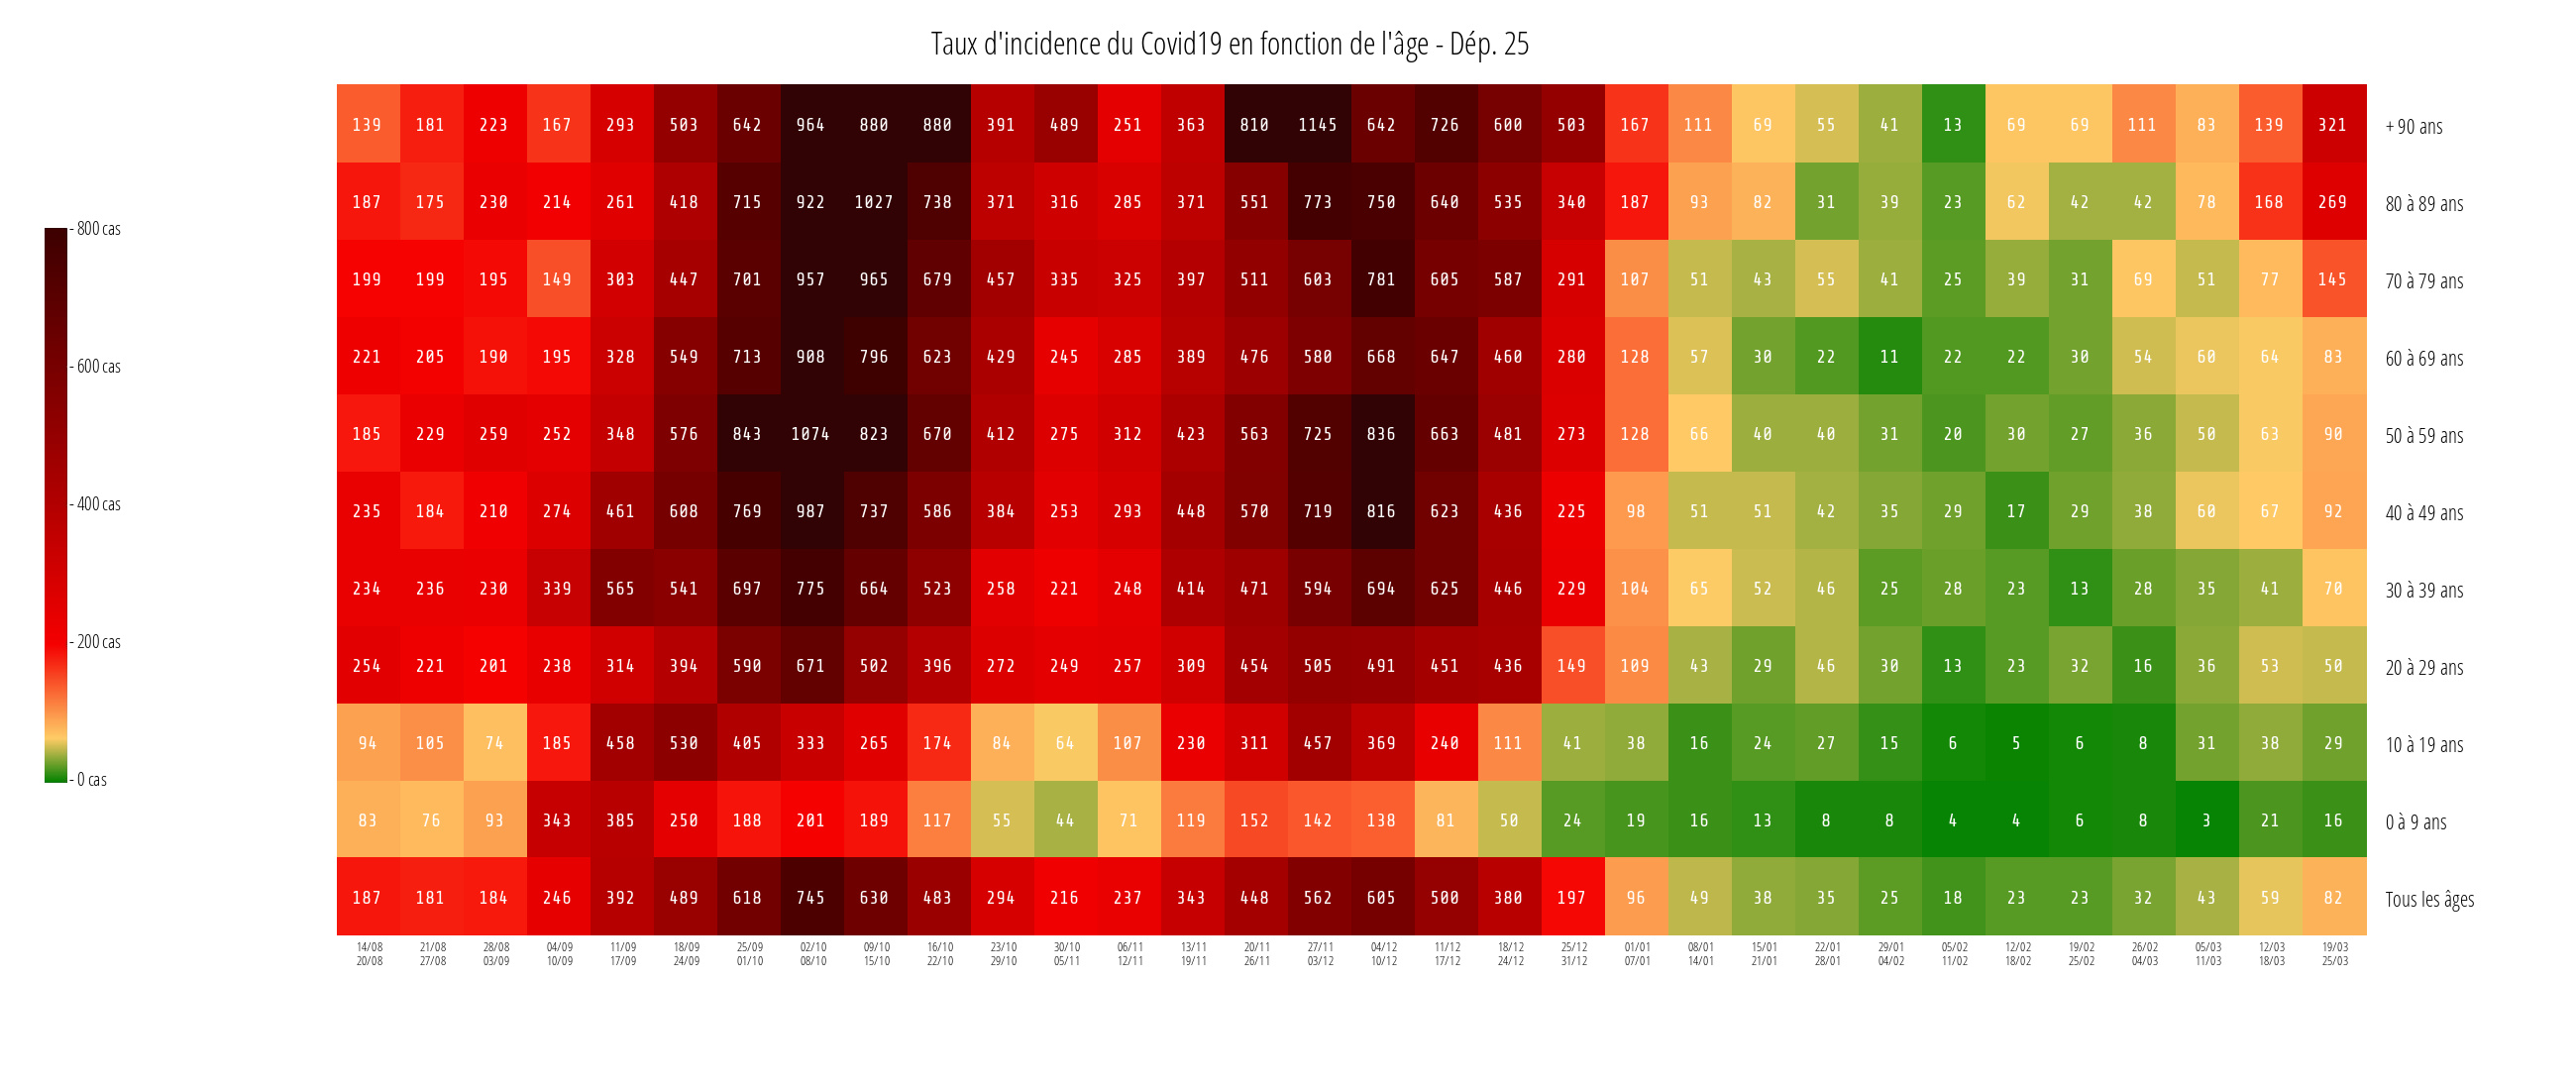 Taux d'incidence du Covid19 en fonction de l'âge - Dép. 25
- 800 cas
- 600 cas
- 400 cas
- 200 cas
- 0 cas
139 181 223 167 293 503 642 964 880 880 391 489 251 363 810 1145 642 726 600 503 167 111 69 55 41 13 69 69 111 83 139 321 + 90 ans
187 175 230 214 261 418 715 922 1027 738 371 316 285 371 551 773 750 640 535 340 187 93 82 31 39 23 62 42 42 78 168 269 80 à 89 ans
199 199 195 149 303 447 701 957 965 679 457 335 325 397 511 603 781 605 587 291 107 51 43 55 41 25 39 31 69 51 77 145 70 à 79 ans
221 205 190 195 328 549 713 908 796 623 429 245 285 389 476 580 668 647 460 280 128 57 30 22 11 22 22 30 54 60 64 83 60 à 69 ans
185 229 259 252 348 576 843 1074 823 670 412 275 312 423 563 725 836 663 481 273 128 66 40 40 31 20 30 27 36 50 63 90 50 à 59 ans
235 184 210 274 461 608 769 987 737 586 384 253 293 448 570 719 816 623 436 225 98 51 51 42 35 29 17 29 38 60 67 92 40 à 49 ans
234 236 230 339 565 541 697 775 664 523 258 221 248 414 471 594 694 625 446 229 104 65 52 46 25 28 23 13 28 35 41 70 30 à 39 ans
254 221 201 238 314 394 590 671 502 396 272 249 257 309 454 505 491 451 436 149 109 43 29 46 30 13 23 32 16 36 53 50 20 à 29 ans
94 105 74 185 458 530 405 333 265 174 84 64 107 230 311 457 369 240 111 41 38 16 24 27 15 6 5 6 8 31 38 29 10 à 19 ans
83 76 93 343 385 250 188 201 189 117 55 44 71 119 152 142 138 81 50 24 19 16 13 8 8 4 4 6 8 3 21 16 0 à 9 ans
187 181 184 246 392 489 618 745 630 483 294 216 237 343 448 562 605 500 380 197 96 49 38 35 25 18 23 23 32 43 59 82 Tous les âges
14/08 21/08 28/08 04/09 11/09 18/09 25/09 02/10 09/10 16/10 23/10 30/10 06/11 13/11 20/11 27/11 04/12 11/12 18/12 25/12 01/01 08/01 15/01 22/01 29/01 05/02 12/02 19/02 26/02 05/03 12/03 19/03
20/08 27/08 03/09 10/09 17/09 24/09 01/10 08/10 15/10 22/10 29/10 05/11 12/11 19/11 26/11 03/12 10/12 17/12 24/12 31/12 07/01 14/01 21/01 28/01 04/02 11/02 18/02 25/02 04/03 11/03 18/03 25/03